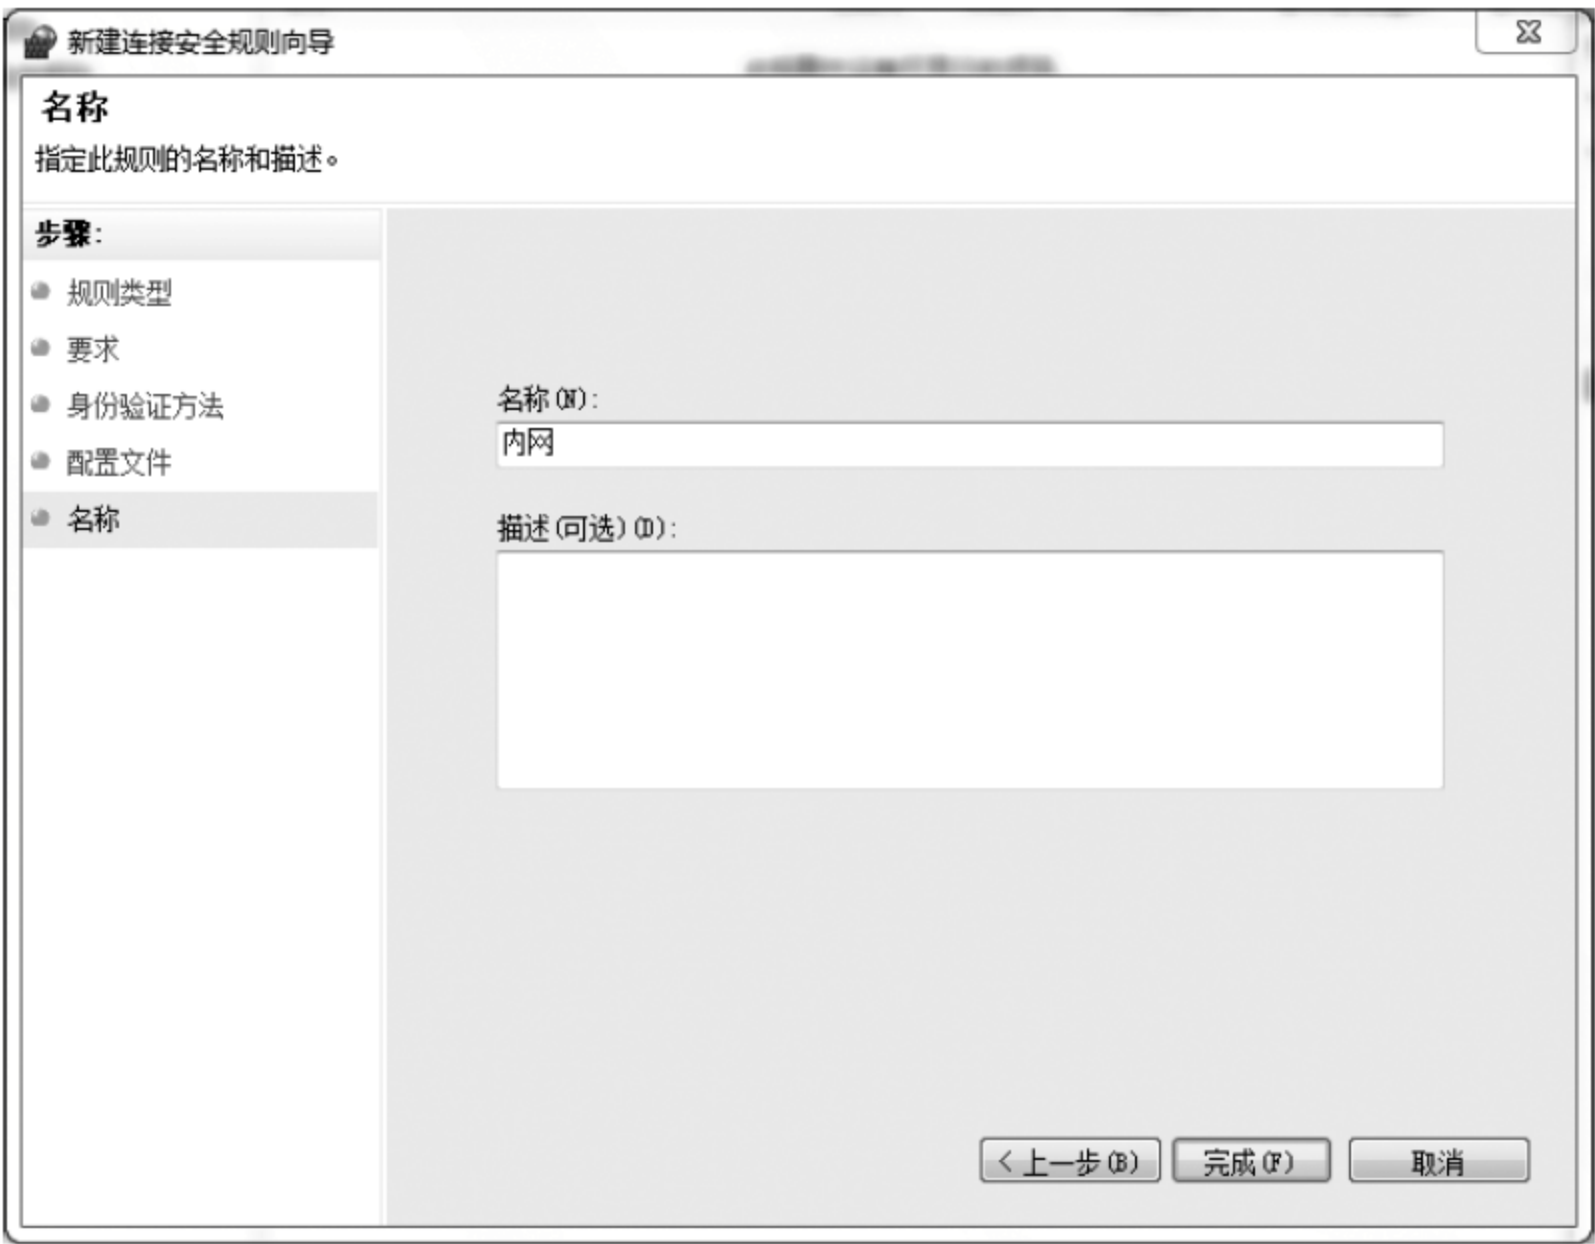 新建连接安全规则向导
名称
指定此规则的名称和描述。
步骤:
规则类型
要求
身份验证方法
配置文件
名称
名称(N):
内网
描述(可选)(D):
< 上一步(B)
完成(F)
取消